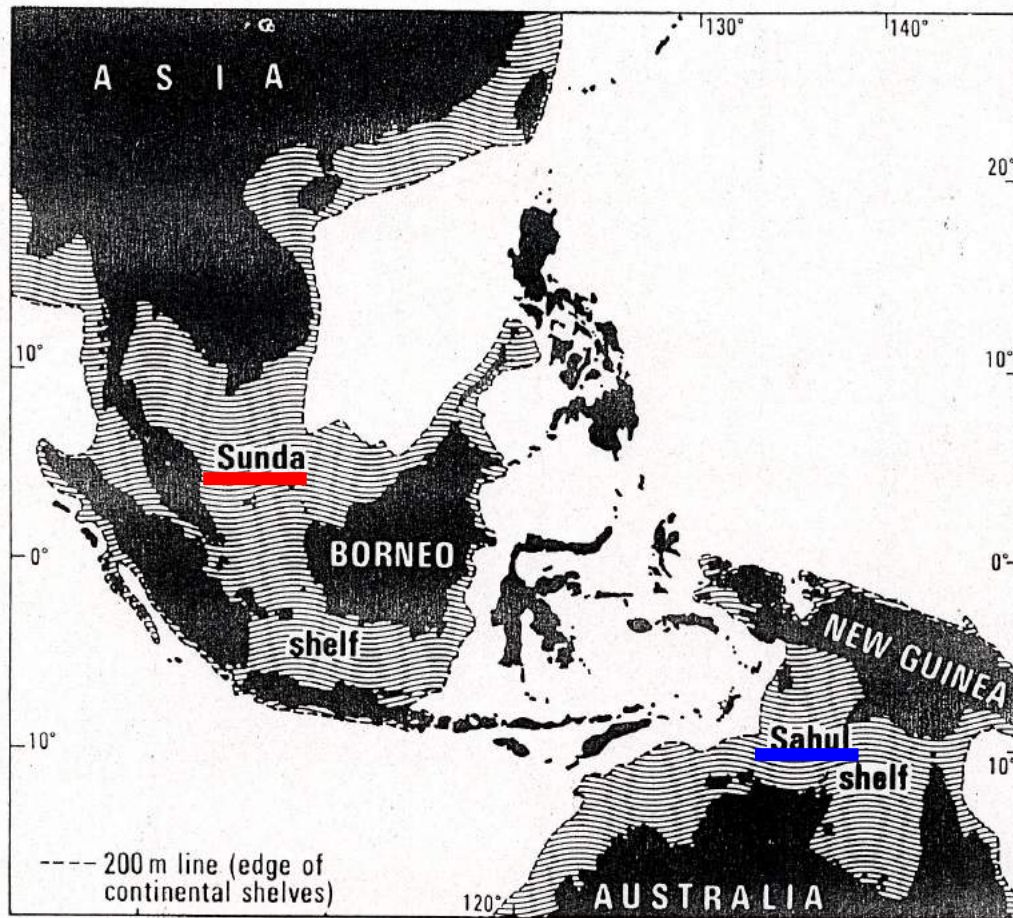 130°
140°
ASIA
20°
10°
10°
Sunda
BORNEO
0°
0°
shelf
NEW GUINEA
10°
Sahul
10°
shelf
---- 200 m line (edge of
continental shelves)
120°
AUSTRALIA